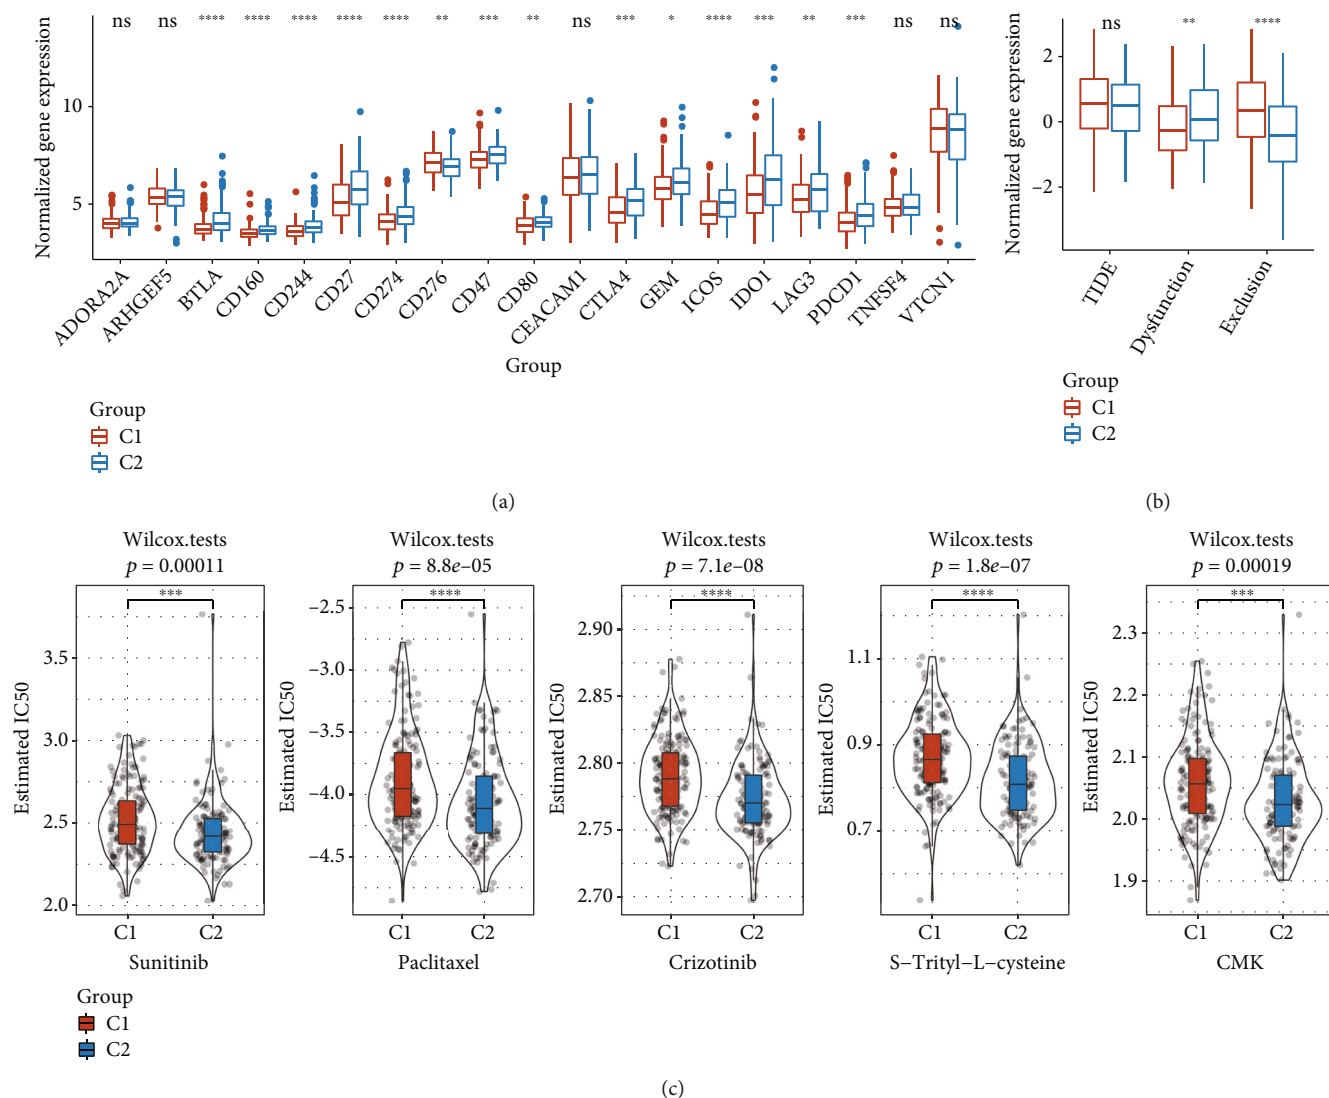 ns ns **** **** **** **** **** ** *** ** ns *** * **** *** ** *** ns ns
Normalized gene expression
10
5
ADORA2A ARHGEF5 BTLA CD160 CD244 CD27 CD274 CD276 CD47 CD80 CEACAM1 CTLA4 GEM ICOS IDO1 LAG3 PDCD1 TNFSF4 VTCN1
Group
Group
C1
C2
(a)
ns ** ****
Normalized gene expression
2
0
−2
TIDE Dysfunction Exclusion
Group
C1
C2
(b)
Wilcox.tests
p = 0.00011
***
Estimated IC50
3.5
3.0
2.5
2.0
C1 C2
Sunitinib
Wilcox.tests
p = 8.8e−05
****
Estimated IC50
−2.5
−3.0
−3.5
−4.0
−4.5
C1 C2
Paclitaxel
Wilcox.tests
p = 7.1e−08
****
Estimated IC50
2.90
2.85
2.80
2.75
2.70
C1 C2
Crizotinib
Wilcox.tests
p = 1.8e−07
****
Estimated IC50
1.1
0.9
0.7
C1 C2
S−Trityl−L−cysteine
Wilcox.tests
p = 0.00019
***
Estimated IC50
2.3
2.2
2.1
2.0
1.9
C1 C2
CMK
Group
C1
C2
(c)